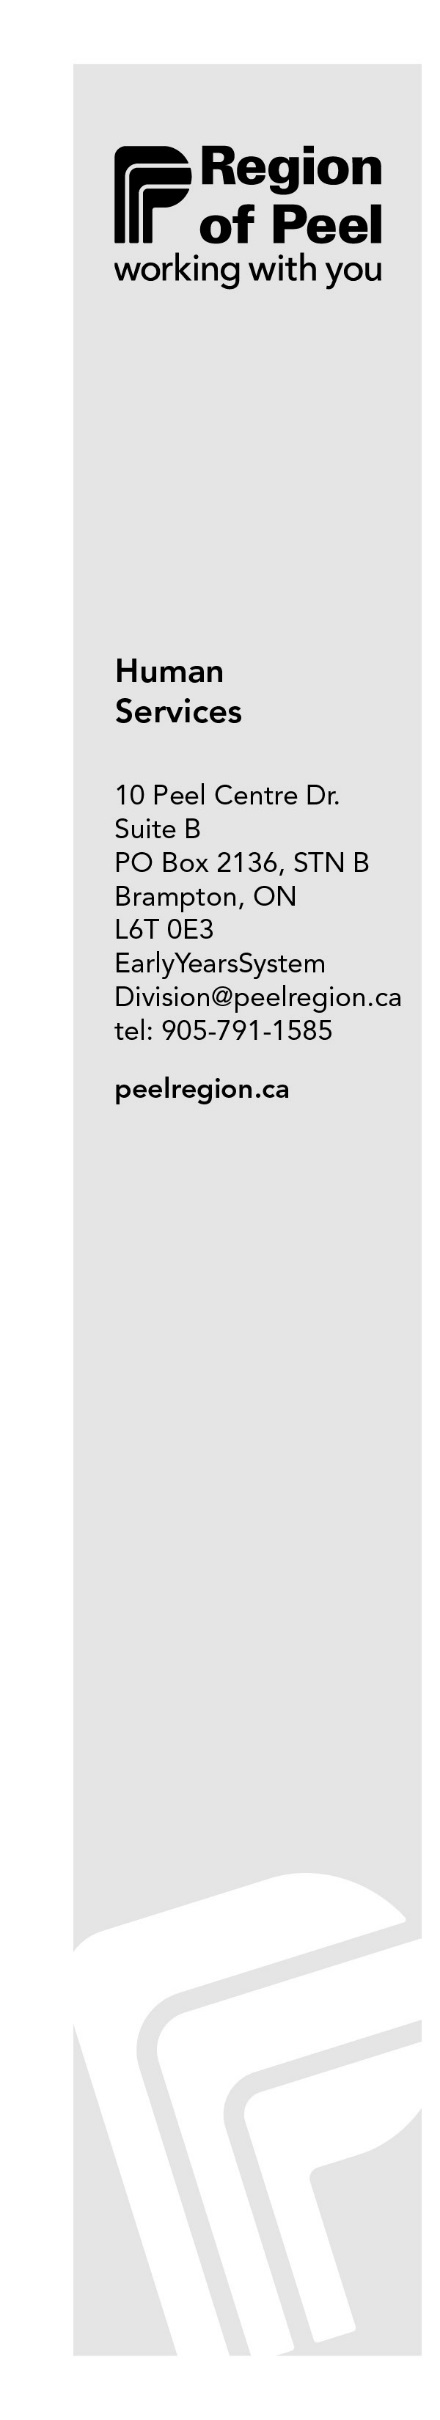 Region
of Peel
working with you
Human
Services
10 Peel Centre Dr.
Suite B
PO Box 2136, STN B
Brampton, ON
L6T 0E3
EarlyYearsSystem
Division@peelregion.ca
tel: 905-791-1585
peelregion.ca